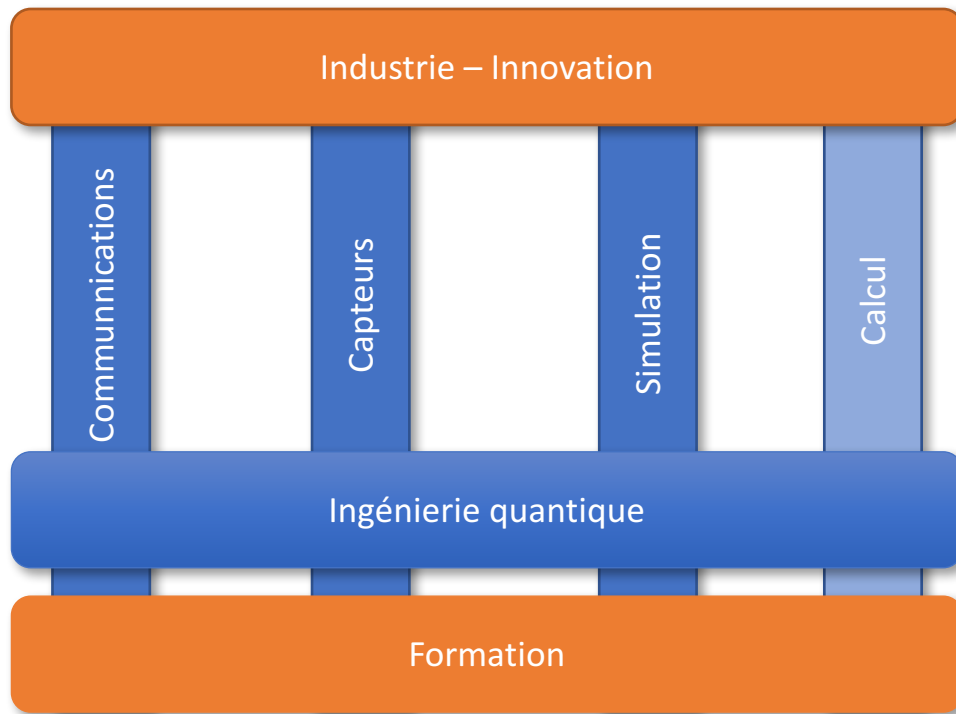 Industrie – Innovation
Communnications
Capteurs
Simulation
Calcul
Ingénierie quantique
Formation